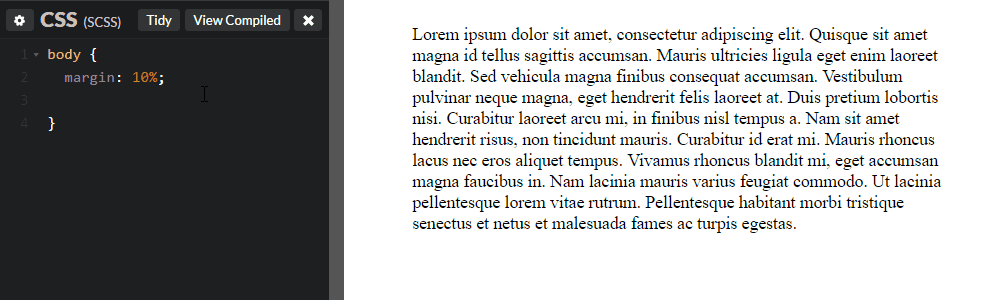 CSS (SCSS) Tidy View Compiled ×
1 body {
2 margin: 10%;
3
4 }
Lorem ipsum dolor sit amet, consectetur adipiscing elit. Quisque sit amet
magna id tellus sagittis accumsan. Mauris ultricies ligula eget enim laoreet
blandit. Sed vehicula magna finibus consequat accumsan. Vestibulum
pulvinar neque magna, eget hendrerit felis laoreet at. Duis pretium lobortis
nisi. Curabitur laoreet arcu mi, in finibus nisl tempus a. Nam sit amet
hendrerit risus, non tincidunt mauris. Curabitur id erat mi. Mauris rhoncus
lacus nec eros aliquet tempus. Vivamus rhoncus blandit mi, eget accumsan
magna faucibus in. Nam lacinia mauris varius feugiat commodo. Ut lacinia
pellentesque lorem vitae rutrum. Pellentesque habitant morbi tristique
senectus et netus et malesuada fames ac turpis egestas.